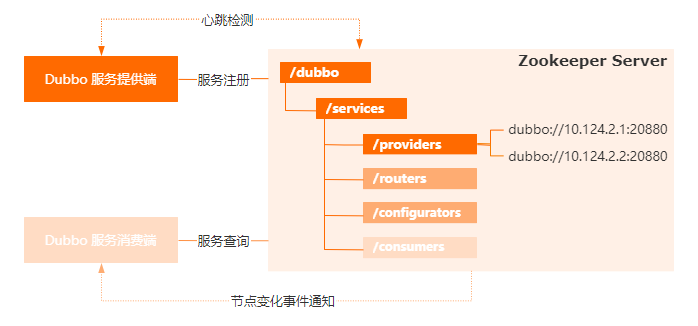 心跳检测
Zookeeper Server
Dubbo 服务提供端
服务注册
/dubbo
/services
/providers
dubbo://10.124.2.1:20880
dubbo://10.124.2.2:20880
/routers
/configurators
Dubbo 服务消费端
服务查询
/consumers
节点变化事件通知